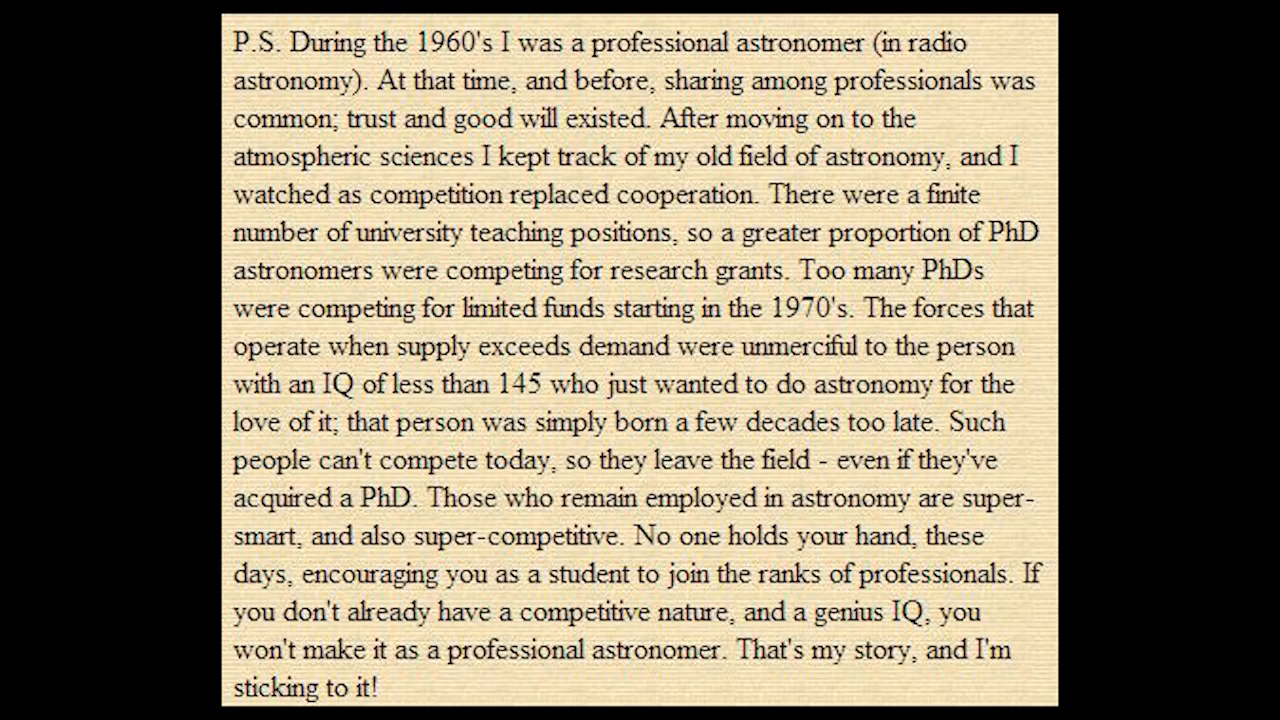 P.S. During the 1960's I was a professional astronomer (in radio
astronomy). At that time, and before, sharing among professionals was
common; trust and good will existed. After moving on to the
atmospheric sciences I kept track of my old field of astronomy, and I
watched as competition replaced cooperation. There were a finite
number of university teaching positions, so a greater proportion of PhD
astronomers were competing for research grants. Too many PhDs
were competing for limited funds starting in the 1970's. The forces that
operate when supply exceeds demand were unmerciful to the person
with an IQ of less than 145 who just wanted to do astronomy for the
love of it; that person was simply born a few decades too late. Such
people can't compete today, so they leave the field - even if they've
acquired a PhD. Those who remain employed in astronomy are super-
smart, and also super-competitive. No one holds your hand, these
days, encouraging you as a student to join the ranks of professionals. If
you don't already have a competitive nature, and a genius IQ, you
won't make it as a professional astronomer. That's my story, and I'm
sticking to it!